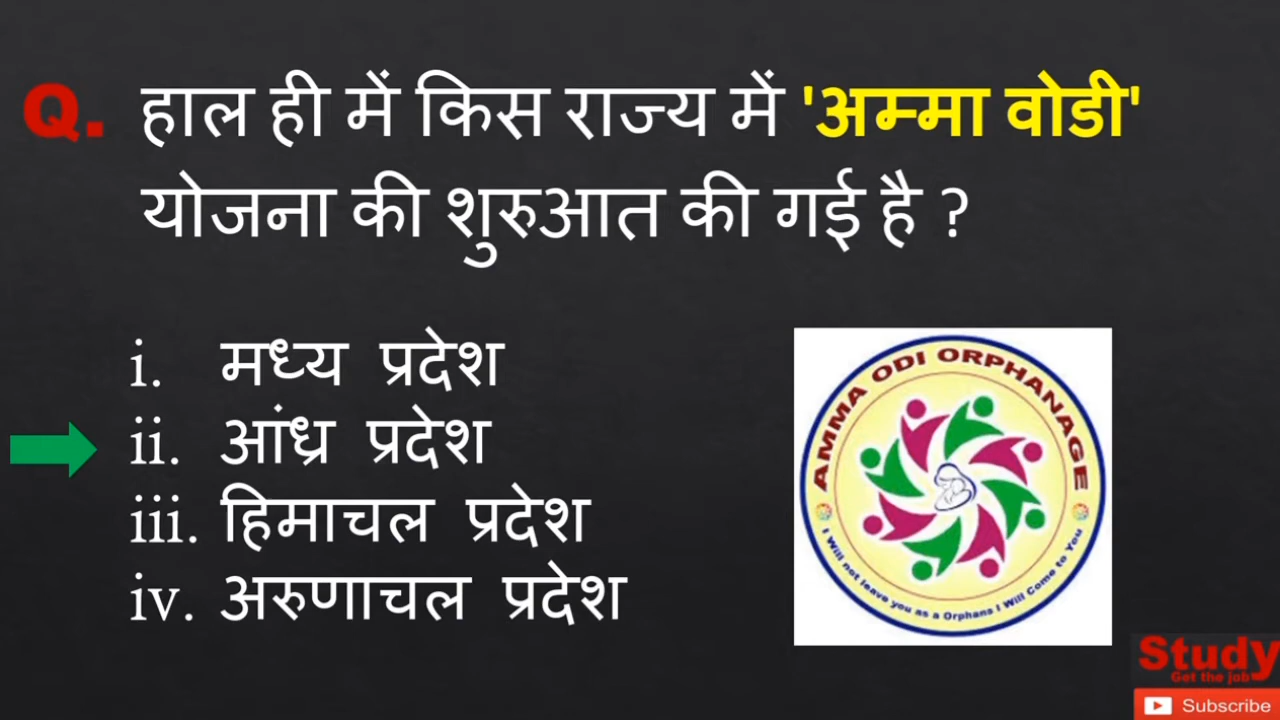 Q. हाल ही में किस राज्य में 'अम्मा वोडी'
योजना की शुरुआत की गई है ?
i. मध्य प्रदेश
ii. आंध्र प्रदेश
iii. हिमाचल प्रदेश
iv. अरुणाचल प्रदेश
AMMA ODI ORPHANAGE
I Will not leave you as a Orphans I Will Come to You
Study
Get the job
Subscribe